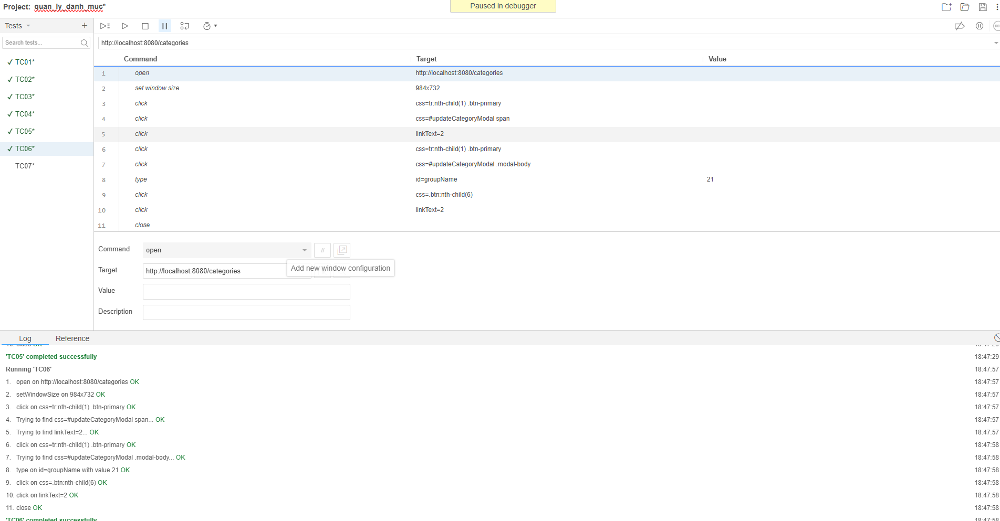 Project: quan_ly_danh_muc*
Paused in debugger
Tests
Search tests...
http://localhost:8080/categories
✓ TC01*
✓ TC02*
✓ TC03*
✓ TC04*
✓ TC05*
✓ TC06*
TC07*
Command Target Value
1 open http://localhost:8080/categories
2 set window size 984x732
3 click css=tr:nth-child(1) .btn-primary
4 click css=#updateCategoryModal span
5 click linkText=2
6 click css=tr:nth-child(1) .btn-primary
7 click css=#updateCategoryModal .modal-body
8 type id=groupName 21
9 click css=.btn:nth-child(6)
10 click linkText=2
11 close
Command open //
Target http://localhost:8080/categories
Add new window configuration
Value
Description
Log Reference
'TC05' completed successfully 18:47:29
Running 'TC06' 18:47:57
1. open on http://localhost:8080/categories OK 18:47:57
2. setWindowSize on 984x732 OK 18:47:57
3. click on css=tr:nth-child(1) .btn-primary OK 18:47:57
4. Trying to find css=#updateCategoryModal span... OK 18:47:57
5. Trying to find linkText=2... OK 18:47:57
6. click on css=tr:nth-child(1) .btn-primary OK 18:47:58
7. Trying to find css=#updateCategoryModal .modal-body... OK 18:47:58
8. type on id=groupName with value 21 OK 18:47:58
9. click on css=.btn:nth-child(6) OK 18:47:58
10. click on linkText=2 OK 18:47:58
11. close OK 18:47:58
'TC06' completed successfully 18:47:58